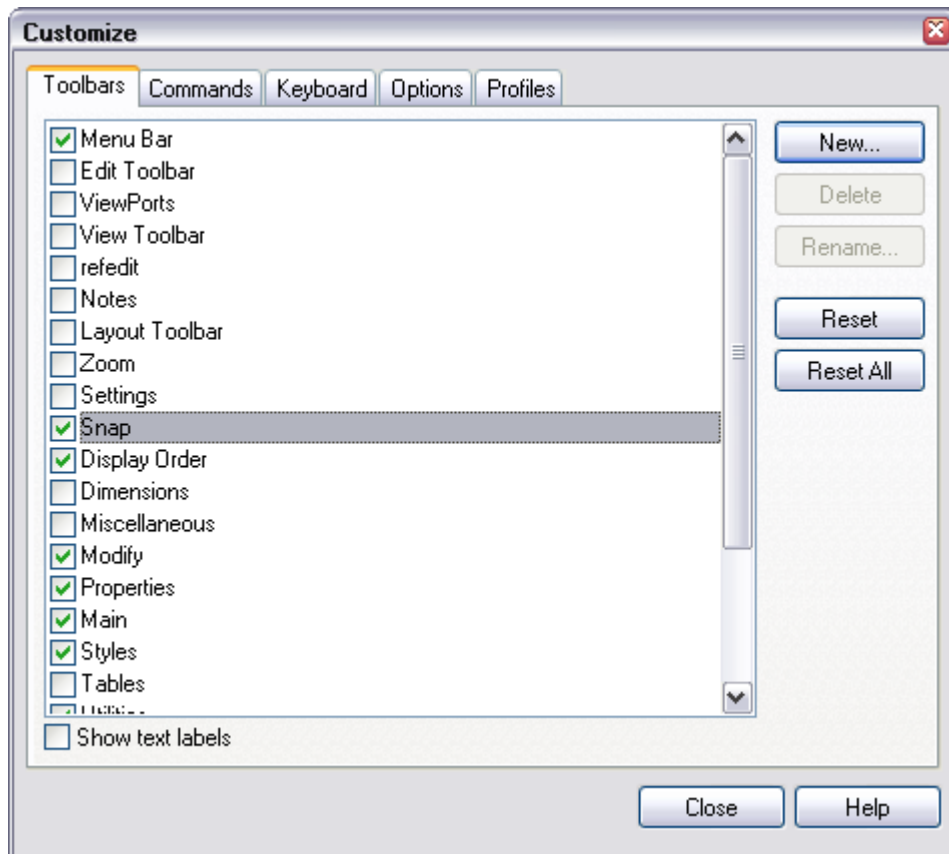 Customize
Toolbars Commands Keyboard Options Profiles
Menu Bar
Edit Toolbar
ViewPorts
View Toolbar
refedit
Notes
Layout Toolbar
Zoom
Settings
Snap
Display Order
Dimensions
Miscellaneous
Modify
Properties
Main
Styles
Tables
Show text labels
New...
Delete
Rename...
Reset
Reset All
Close Help